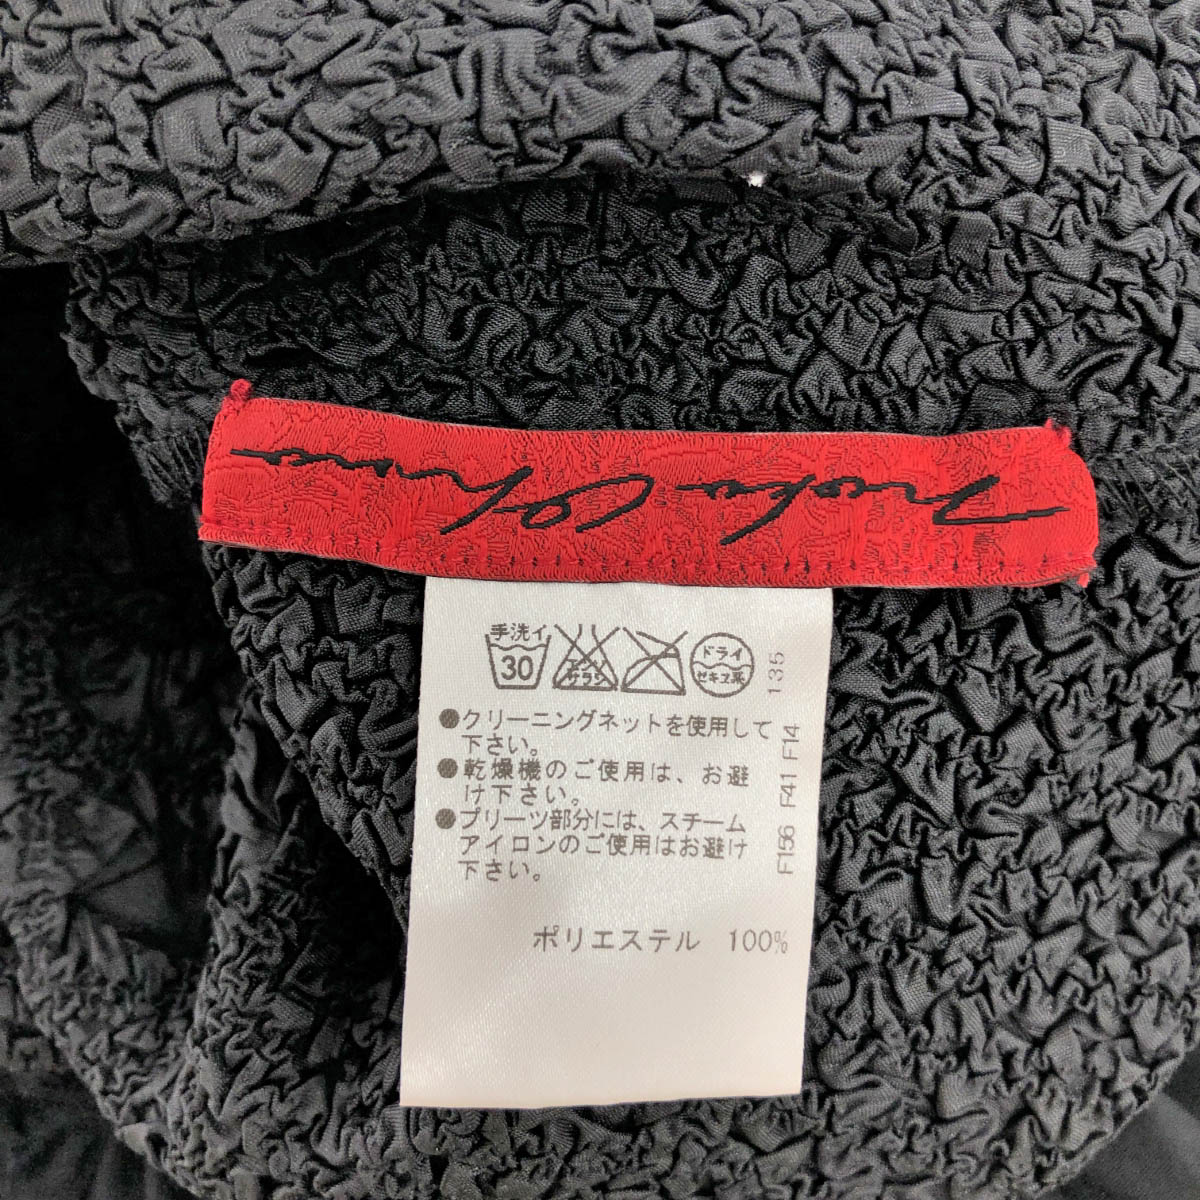 Naoko Ohno
手洗イ
30
エンソ
サラシ
ドライ
セキユ系
●クリーニングネットを使用して
下さい。
●乾燥機のご使用は、お避
け下さい。
●プリーツ部分には、スチーム
アイロンのご使用はお避け
下さい。
ポリエステル 100%
F156 F41 F14 135